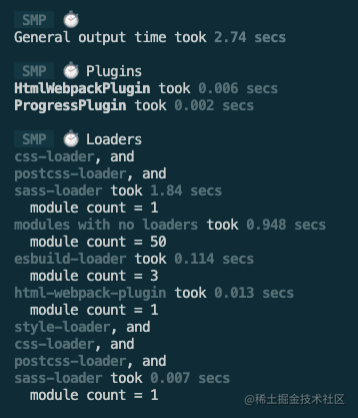 SMP ⏱
General output time took 2.74 secs
SMP ⏱ Plugins
HtmlWebpackPlugin took 0.006 secs
ProgressPlugin took 0.002 secs
SMP ⏱ Loaders
css-loader, and
postcss-loader, and
sass-loader took 1.84 secs
module count = 1
modules with no loaders took 0.948 secs
module count = 50
esbuild-loader took 0.114 secs
module count = 3
html-webpack-plugin took 0.013 secs
module count = 1
style-loader, and
css-loader, and
postcss-loader, and
sass-loader took 0.007 secs
module count = 1
@稀土掘金技术社区